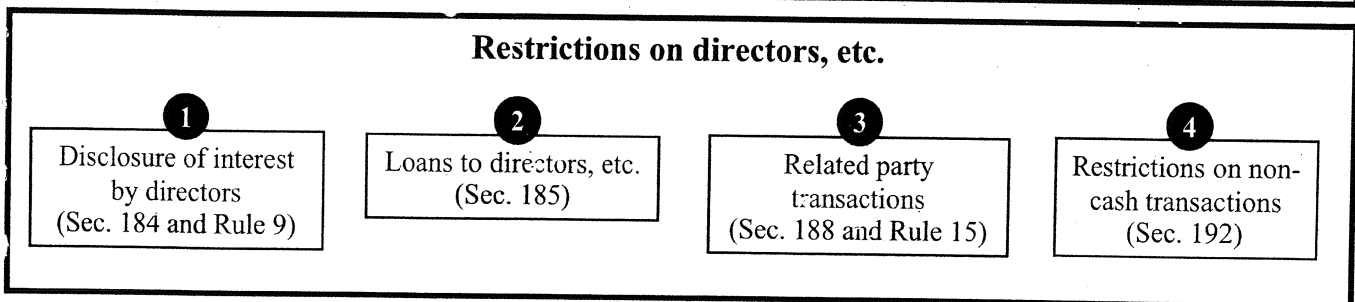 Restrictions on directors, etc.
1
Disclosure of interest
by directors
(Sec. 184 and Rule 9)
2
Loans to directors, etc.
(Sec. 185)
3
Related party
transactions
(Sec. 188 and Rule 15)
4
Restrictions on non-
cash transactions
(Sec. 192)